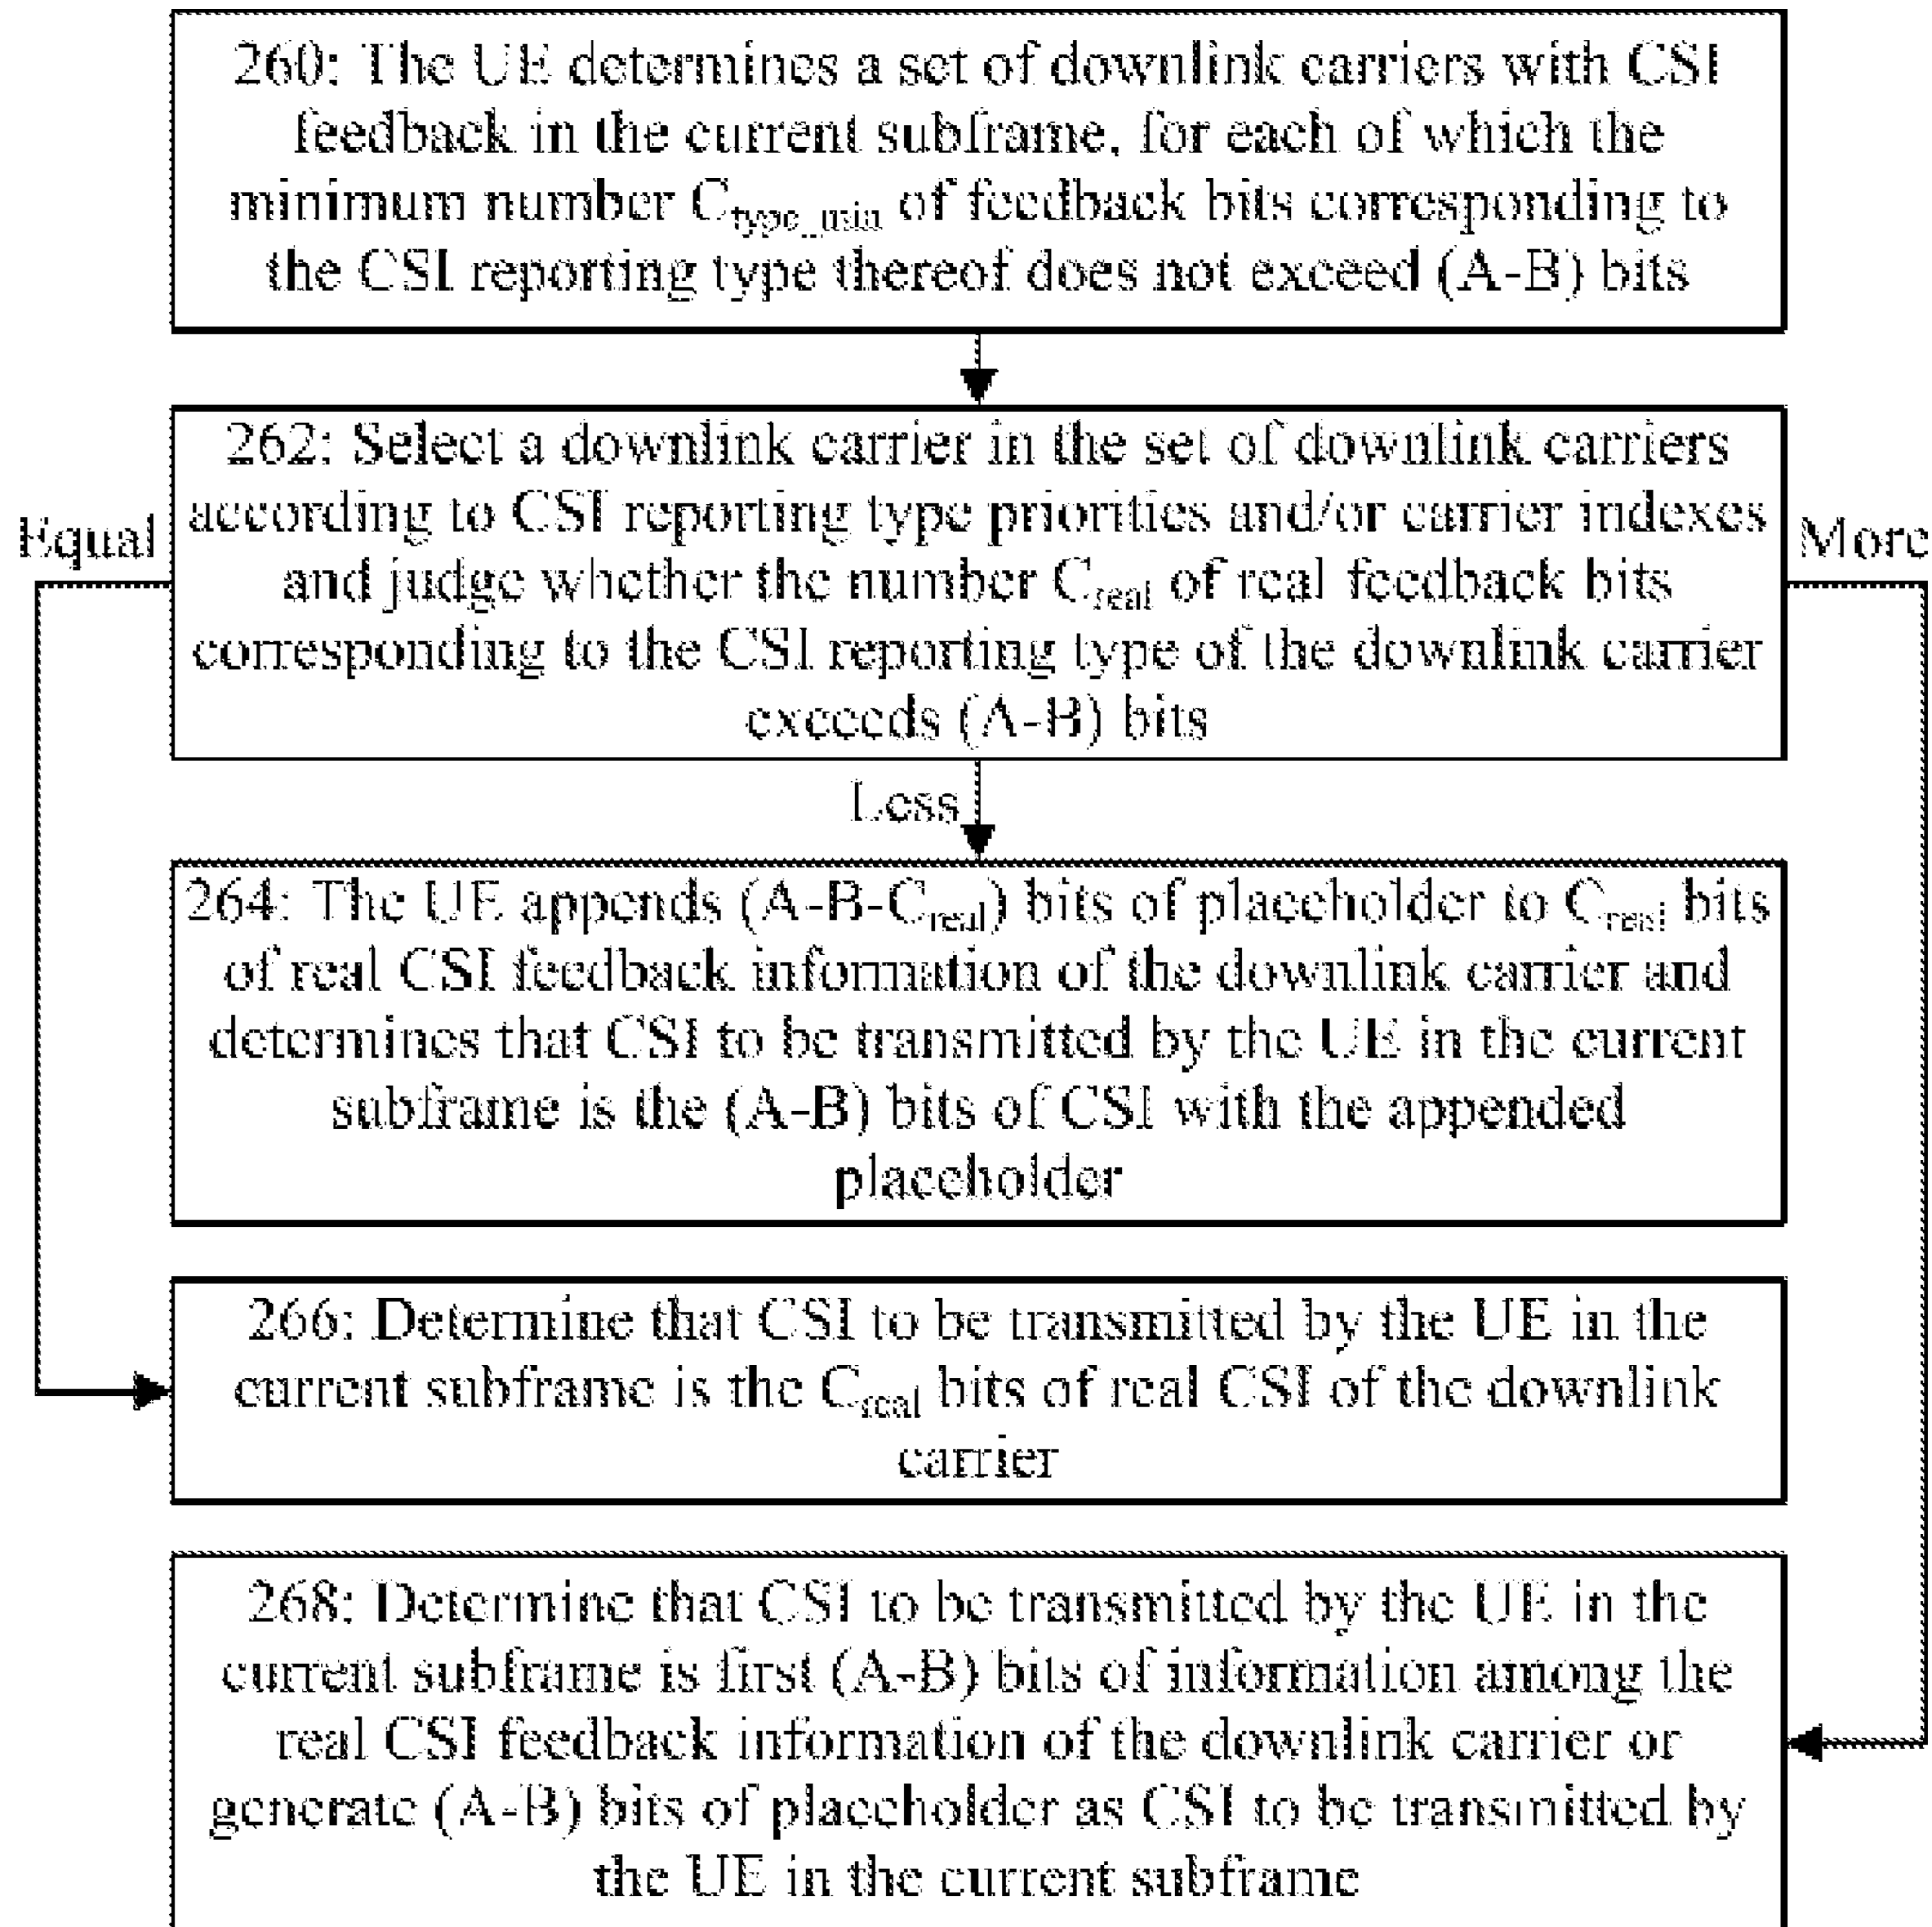 260: The UE determines a set of downlink carriers with CSI
feedback in the current subframe, for each of which the
minimum number C_type_min of feedback bits corresponding to
the CSI reporting type thereof does not exceed (A-B) bits
262: Select a downlink carrier in the set of downlink carriers
according to CSI reporting type priorities and/or carrier indexes
and judge whether the number C_real of real feedback bits
corresponding to the CSI reporting type of the downlink carrier
exceeds (A-B) bits
Equal
More
Less
264: The UE appends (A-B-C_real) bits of placeholder to C_real bits
of real CSI feedback information of the downlink carrier and
determines that CSI to be transmitted by the UE in the current
subframe is the (A-B) bits of CSI with the appended
placeholder
266: Determine that CSI to be transmitted by the UE in the
current subframe is the C_real bits of real CSI of the downlink
carrier
268: Determine that CSI to be transmitted by the UE in the
current subframe is first (A-B) bits of information among the
real CSI feedback information of the downlink carrier or
generate (A-B) bits of placeholder as CSI to be transmitted by
the UE in the current subframe